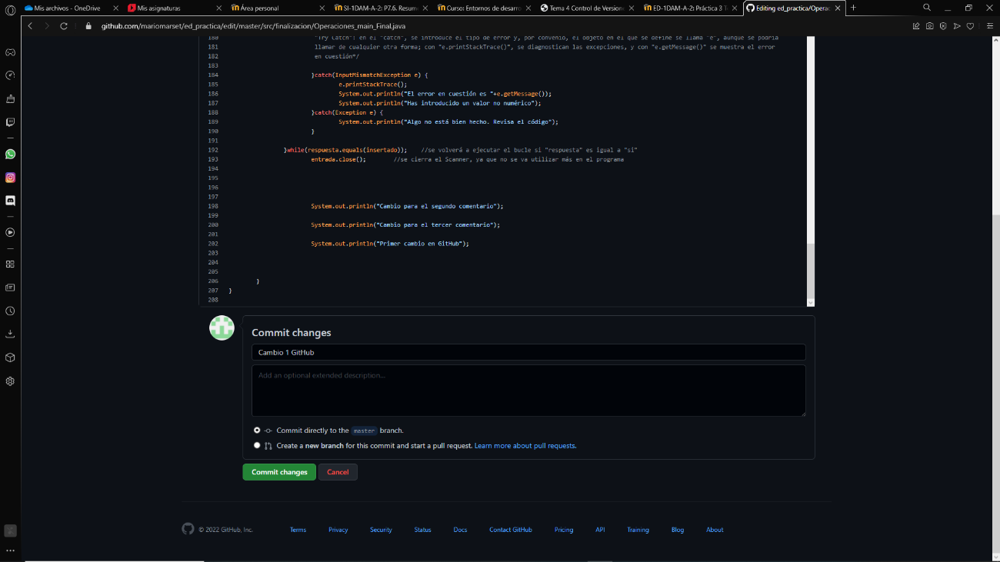 Mis archivos - OneDrive
Mis asignaturas
Área personal
SI-1DAM-A-2: P7.6. Resum
Curso: Entornos de desarro
Tema 4 Control de Version
ED-1DAM-A-2: Práctica 3 T
Editing ed_practica/Operac
github.com/mariomarset/ed_practica/edit/master/src/finalizacion/Operaciones_main_Final.java
180 "Try Catch": en el "catch", se introduce el tipo de error y, por convenio, el objeto en el que se define se llama "e", aunque se podría
181 llamar de cualquier otra forma; con "e.printStackTrace()", se diagnostican las excepciones, y con "e.getMessage()" se muestra el error
182 en cuestión*/
183
184 }catch(InputMismatchException e) {
185 e.printStackTrace();
186 System.out.println("El error en cuestión es "+e.getMessage());
187 System.out.println("Has introducido un valor no numérico");
188 }catch(Exception e) {
189 System.out.println("Algo no está bien hecho. Revisa el código");
190 }
191
192 }while(respuesta.equals(insertado)); //se volverá a ejecutar el bucle si "respuesta" es igual a "si"
193 entrada.close(); //se cierra el Scanner, ya que no se va utilizar más en el programa
194
195
196
197
198 System.out.println("Cambio para el segundo comentario");
199
200 System.out.println("Cambio para el tercer comentario");
201
202 System.out.println("Primer cambio en GitHub");
203
204
205
206 }
207 }
208
Commit changes
Cambio 1 GitHub
Add an optional extended description...
Commit directly to the master branch.
Create a new branch for this commit and start a pull request. Learn more about pull requests.
Commit changes
Cancel
© 2022 GitHub, Inc.
Terms
Privacy
Security
Status
Docs
Contact GitHub
Pricing
API
Training
Blog
About